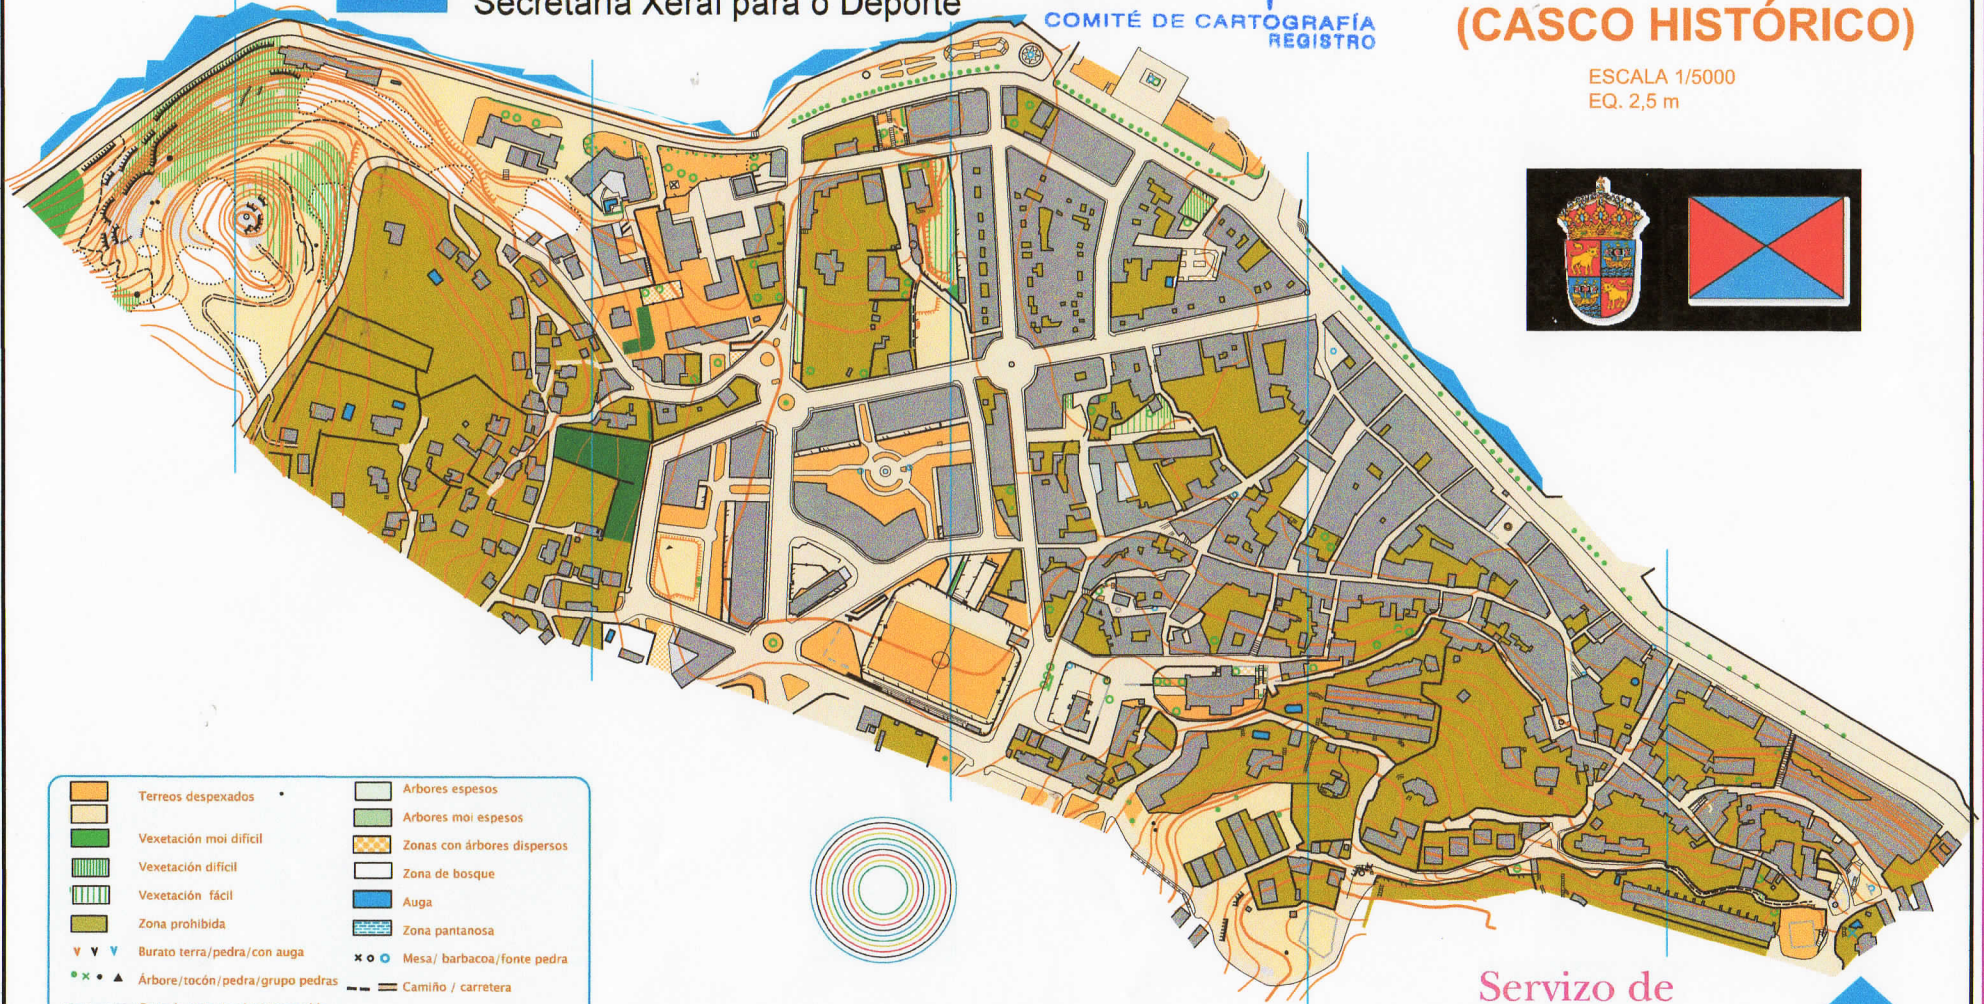 Secretaría Xeral para o Deporte
COMITÉ DE CARTOGRAFÍA
REGISTRO
(CASCO HISTÓRICO)
ESCALA 1/5000
EQ. 2,5 m
Terreos despexados
Vexetación moi difícil
Vexetación difícil
Vexetación fácil
Zona prohibida
Burato terra/pedra/con auga
Árbore/tocón/pedra/grupo pedras
Arbores espesos
Arbores moi espesos
Zonas con árbores dispersos
Zona de bosque
Auga
Zona pantanosa
Mesa/ barbacoa/fonte pedra
Camiño / carretera
Servizo de